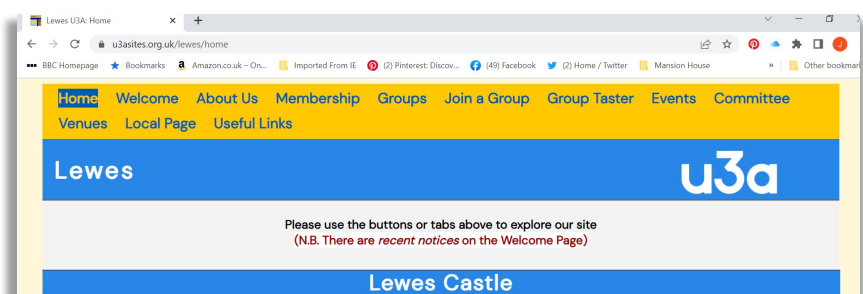 Lewes U3A: Home
u3asites.org.uk/lewes/home
BBC Homepage Bookmarks Amazon.co.uk – On... Imported From IE (2) Pinterest: Discov... (49) Facebook (2) Home / Twitter Mansion House » Other bookmar
Home Welcome About Us Membership Groups Join a Group Group Taster Events Committee
Venues Local Page Useful Links
Lewes u3a
Please use the buttons or tabs above to explore our site
(N.B. There are recent notices on the Welcome Page)
Lewes Castle